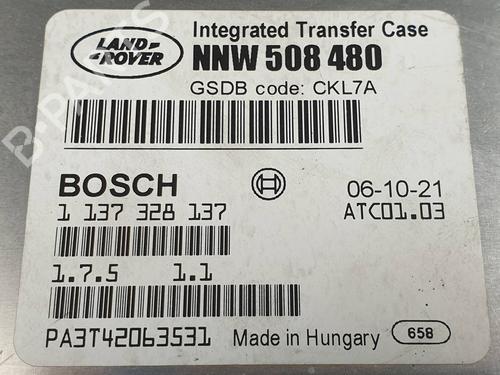 LAND-
ROVER
Integrated Transfer Case
NNW 508 480
GSDB code: CKL7A
BOSCH
06-10-21
1 137 328 137
ATC01.03
1.7.5 1.1
PA3T42063531
Made in Hungary
658
B-PARTS